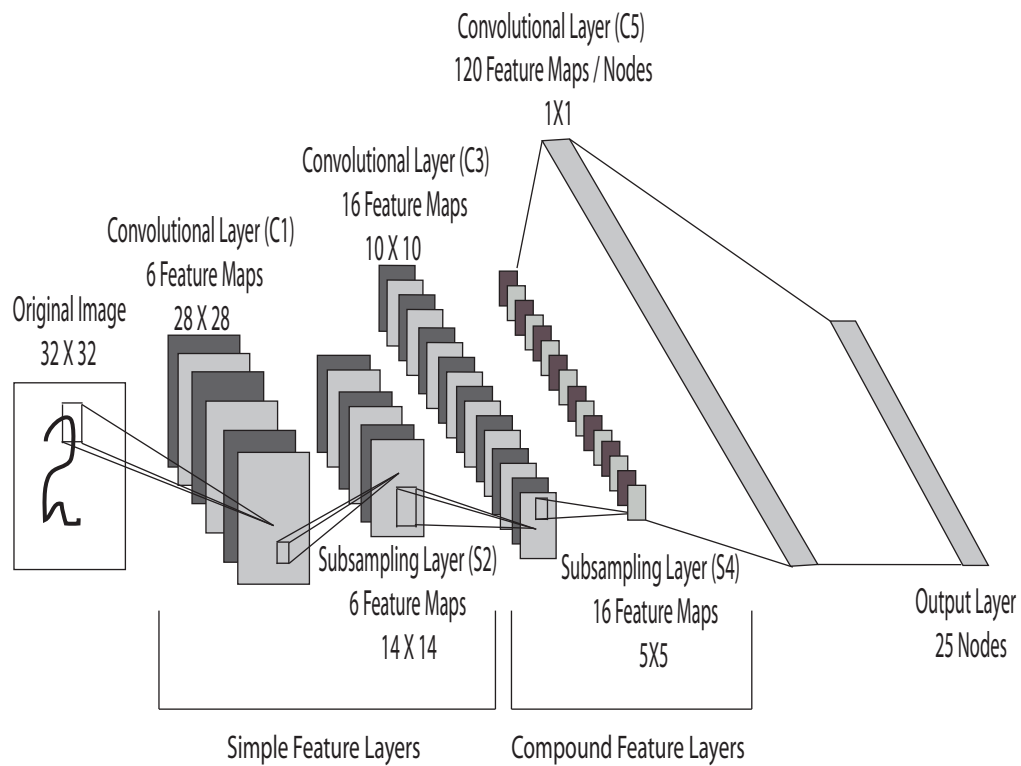 Convolutional Layer (C5)
120 Feature Maps / Nodes
1X1
Convolutional Layer (C3)
16 Feature Maps
10 X 10
Convolutional Layer (C1)
6 Feature Maps
28 X 28
Original Image
32 X 32
Subsampling Layer (S2)
6 Feature Maps
14 X 14
Subsampling Layer (S4)
16 Feature Maps
5X5
Output Layer
25 Nodes
Simple Feature Layers
Compound Feature Layers